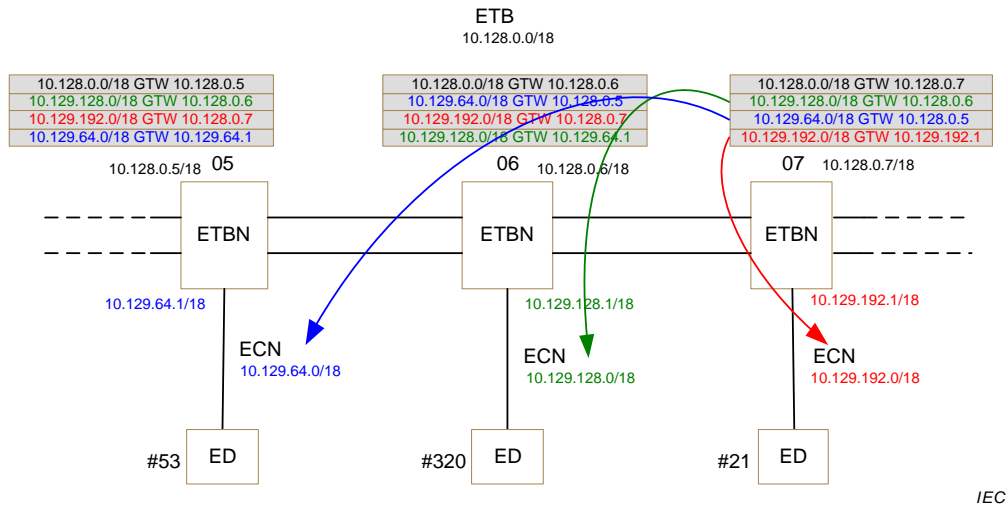 ETB
10.128.0.0/18
10.128.0.0/18 GTW 10.128.0.5
10.129.128.0/18 GTW 10.128.0.6
10.129.192.0/18 GTW 10.128.0.7
10.129.64.0/18 GTW 10.129.64.1
10.128.0.0/18 GTW 10.128.0.6
10.129.64.0/18 GTW 10.128.0.5
10.129.192.0/18 GTW 10.128.0.7
10.129.128.0/18 GTW 10.129.64.1
10.128.0.0/18 GTW 10.128.0.7
10.129.128.0/18 GTW 10.128.0.6
10.129.64.0/18 GTW 10.128.0.5
10.129.192.0/18 GTW 10.129.192.1
10.128.0.5/18 05
06 10.128.0.6/18
07 10.128.0.7/18
ETBN
ETBN
ETBN
10.129.64.1/18
10.129.128.1/18
10.129.192.1/18
ECN
10.129.64.0/18
ECN
10.129.128.0/18
ECN
10.129.192.0/18
#53 ED
#320 ED
#21 ED
IEC